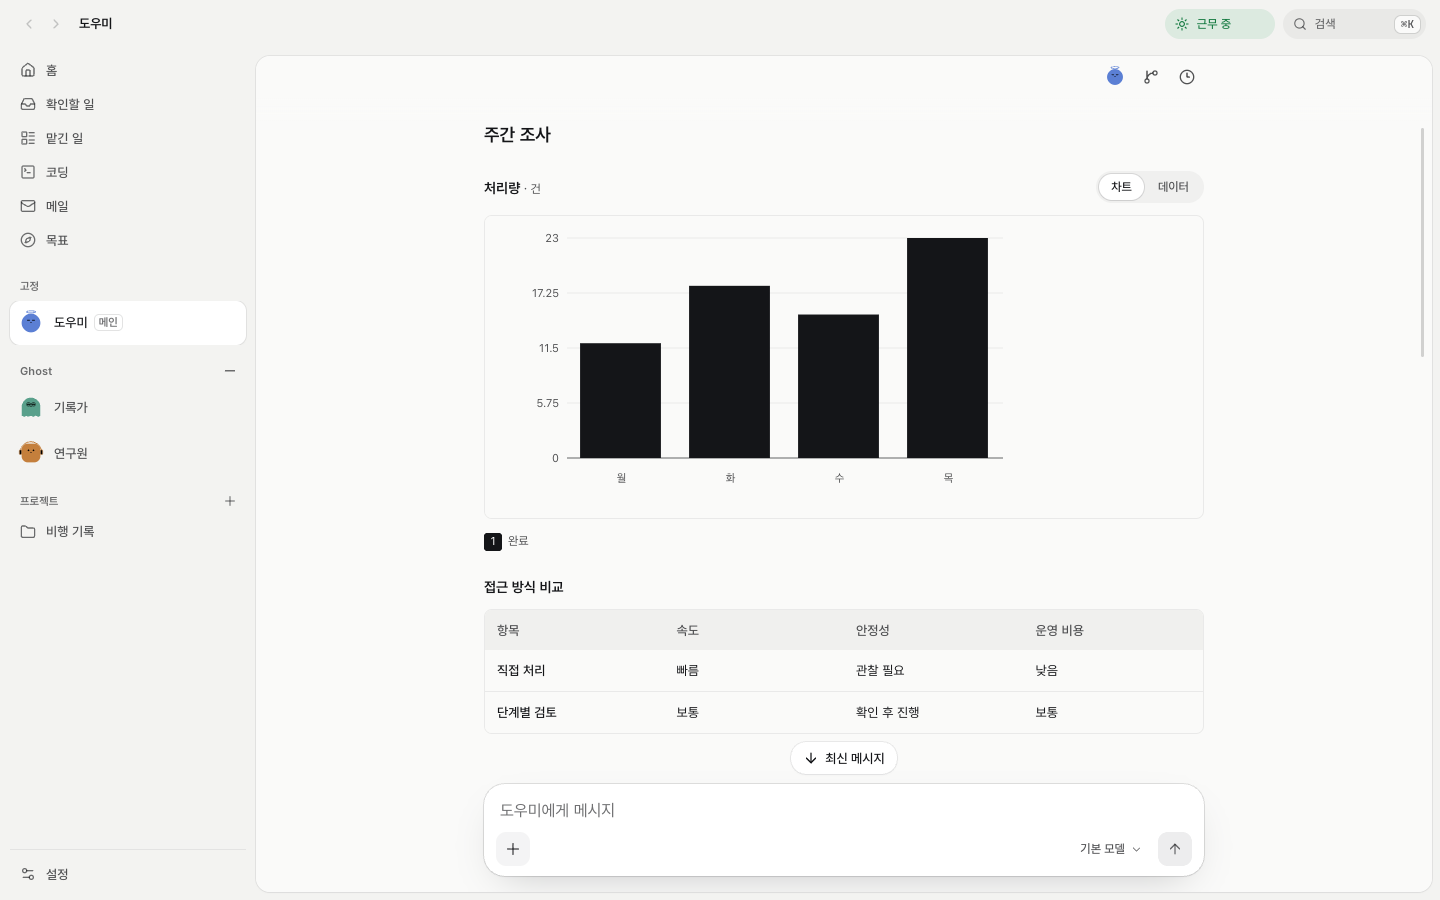 도우미
근무 중
검색
⌘K
홈
확인할 일
맡긴 일
코딩
메일
목표
고정
도우미 메인
Ghost
기록가
연구원
프로젝트
비행 기록
설정
주간 조사
처리량 · 건
차트 데이터
23
17.25
11.5
5.75
0
월 화 수 목
1 완료
접근 방식 비교
항목 속도 안정성 운영 비용
직접 처리 빠름 관찰 필요 낮음
단계별 검토 보통 확인 후 진행 보통
최신 메시지
도우미에게 메시지
기본 모델